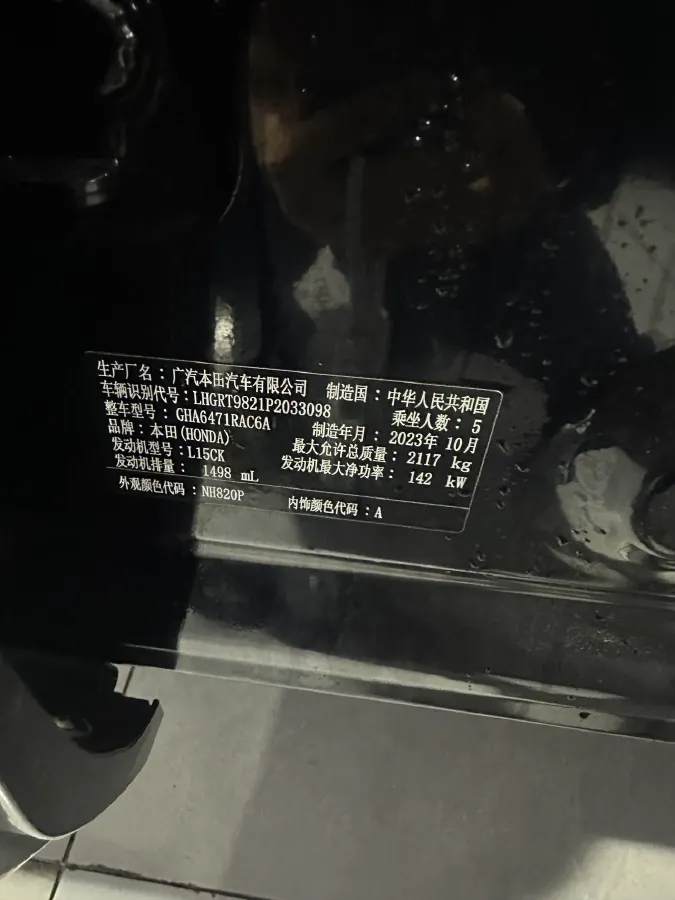 生产厂名：广汽本田汽车有限公司 制造国：中华人民共和国
车辆识别代号：LHGRT9821P2033098 乘坐人数：5
整车型号：GHA6471RAC6A 制造年月：2023年10月
品牌：本田(HONDA) 最大允许总质量：2117 kg
发动机型号：L15CK 发动机最大净功率：142 kW
发动机排量：1498 mL
外观颜色代码：NH820P 内饰颜色代码：A